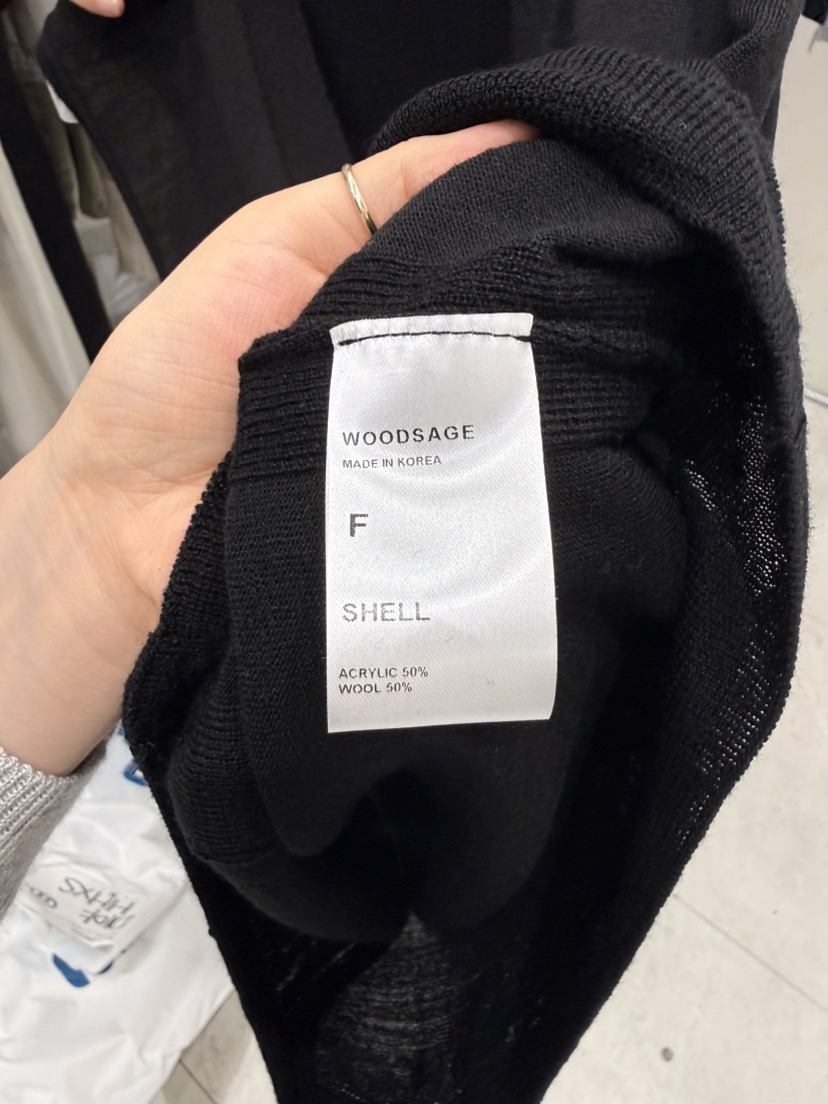 WOODSAGE
MADE IN KOREA
F
SHELL
ACRYLIC 50%
WOOL 50%